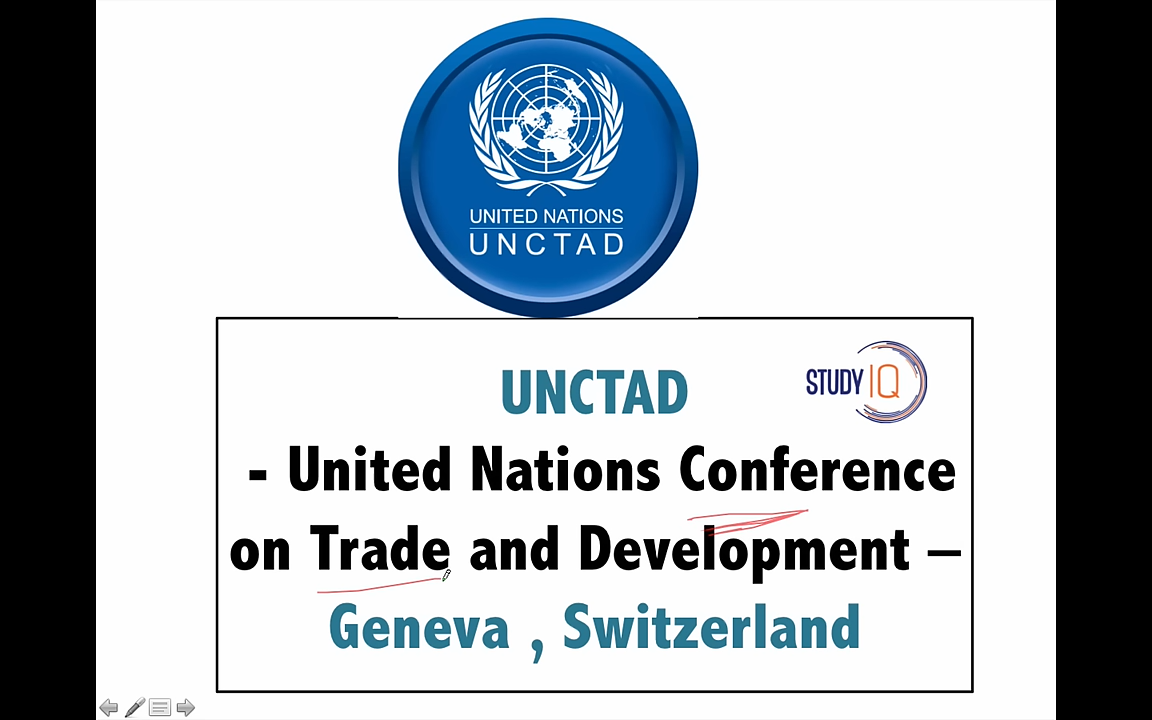 UNITED NATIONS
UNCTAD
UNCTAD
STUDY IQ
- United Nations Conference
on Trade and Development –
Geneva , Switzerland